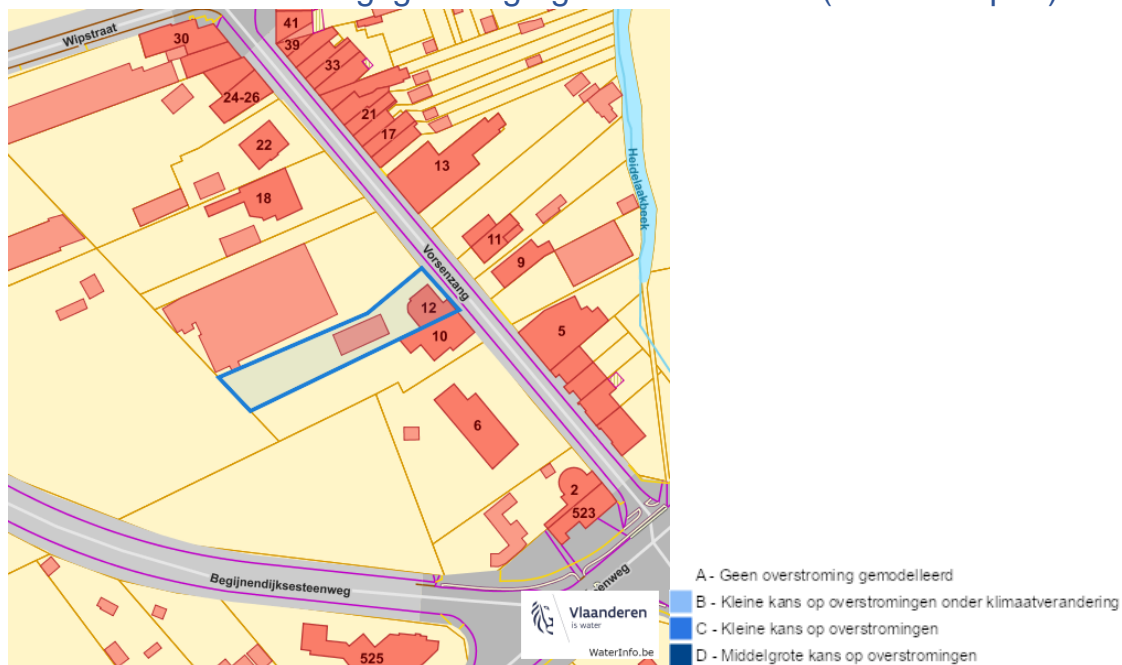 Wipstraat
30
41
39
33
24-26
21
17
22
13
18
Heidelaakbeek
11
9
Vorsenzang
12
10
5
6
2
523
Begijnendijksesteenweg
525
Vlaanderen
is water
WaterInfo.be
A - Geen overstroming gemodelleerd
B - Kleine kans op overstromingen onder klimaatverandering
C - Kleine kans op overstromingen
D - Middelgrote kans op overstromingen